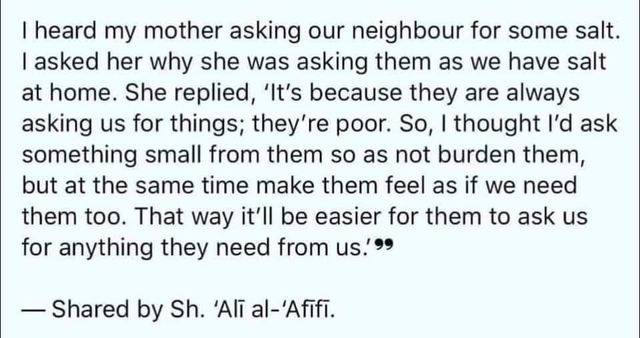 I heard my mother asking our neighbour for some salt.
I asked her why she was asking them as we have salt
at home. She replied, ‘It’s because they are always
asking us for things; they’re poor. So, I thought I’d ask
something small from them so as not burden them,
but at the same time make them feel as if we need
them too. That way it’ll be easier for them to ask us
for anything they need from us.’”
— Shared by Sh. ‘Alī al-‘Afīfī.